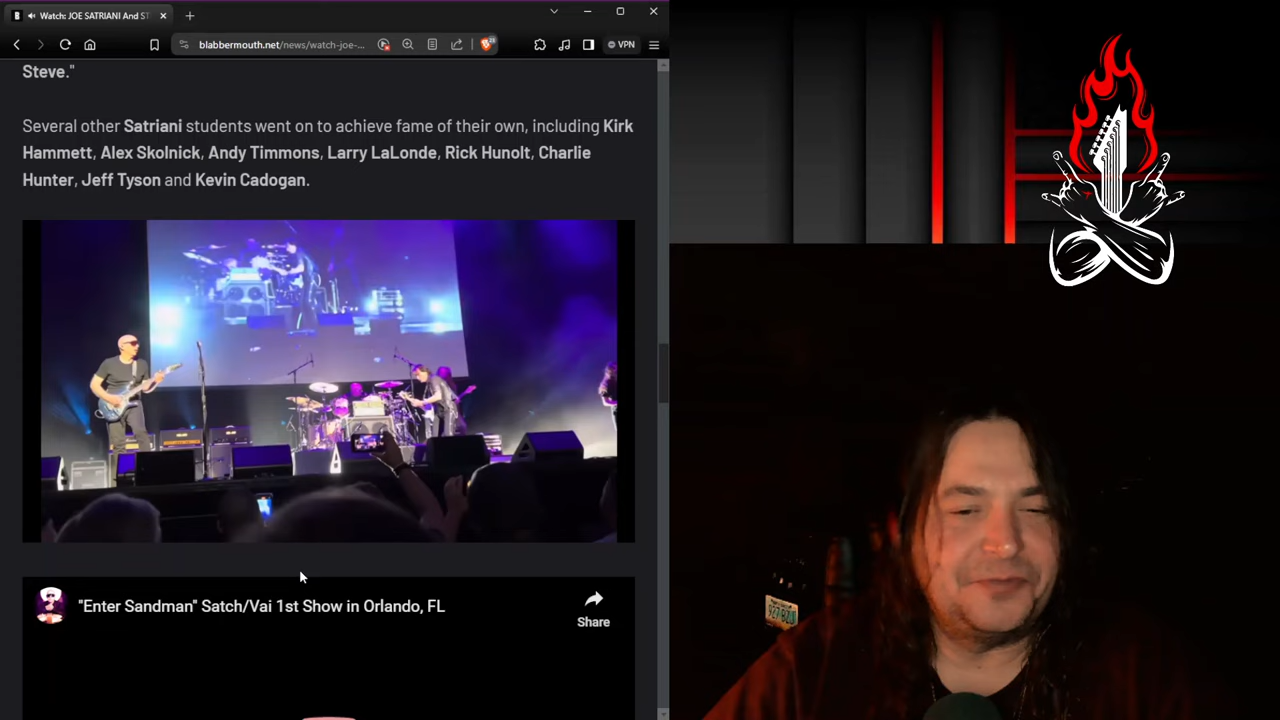 Watch: JOE SATRIANI And ST
blabbermouth.net/news/watch-joe-...
28
VPN
Steve."
Several other Satriani students went on to achieve fame of their own, including Kirk
Hammett, Alex Skolnick, Andy Timmons, Larry LaLonde, Rick Hunolt, Charlie
Hunter, Jeff Tyson and Kevin Cadogan.
"Enter Sandman" Satch/Vai 1st Show in Orlando, FL
Share